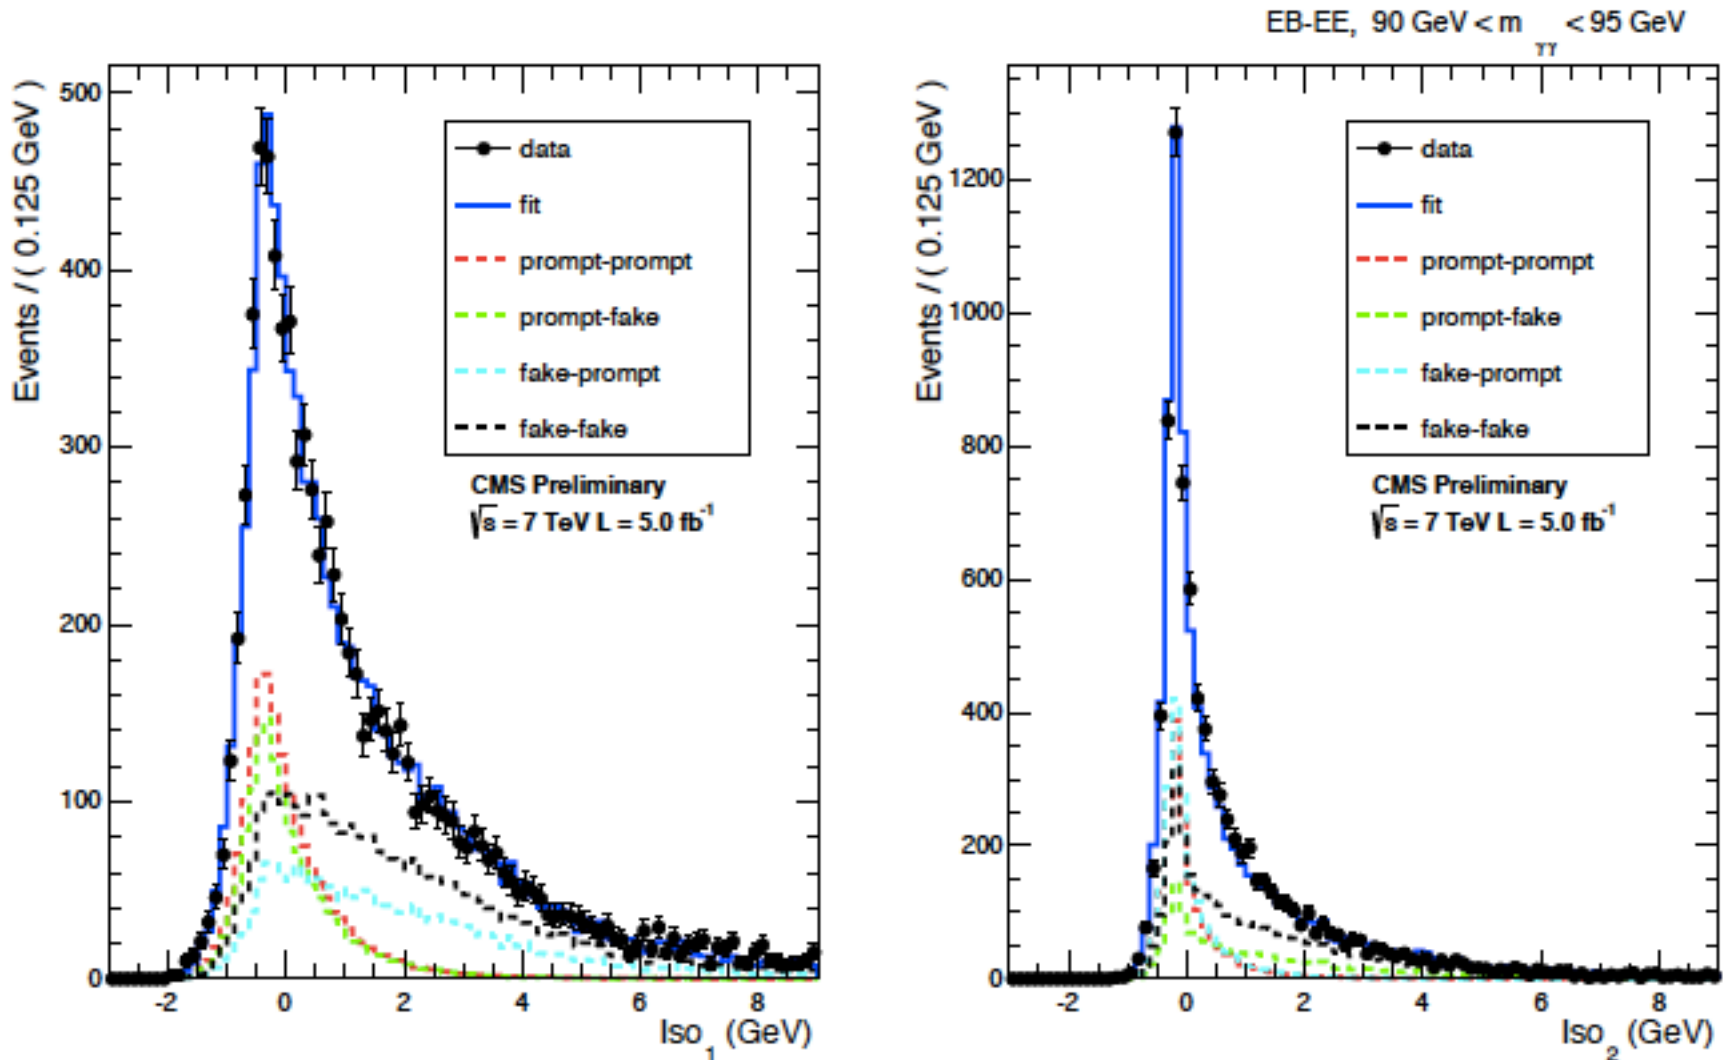 EB-EE, 90 GeV < m γγ < 95 GeV
Events / ( 0.125 GeV )
500
400
300
200
100
0
data
fit
prompt-prompt
prompt-fake
fake-prompt
fake-fake
CMS Preliminary
√s = 7 TeV L = 5.0 fb⁻¹
-2 0 2 4 6 8
Iso₁ (GeV)
Events / ( 0.125 GeV )
1200
1000
800
600
400
200
0
data
fit
prompt-prompt
prompt-fake
fake-prompt
fake-fake
CMS Preliminary
√s = 7 TeV L = 5.0 fb⁻¹
-2 0 2 4 6 8
Iso₂ (GeV)